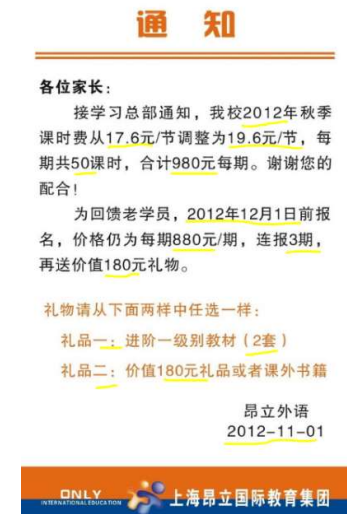 通 知
各位家长：
接学习总部通知，我校2012年秋季
课时费从17.6元/节调整为19.6元/节，每
期共50课时，合计980元每期。谢谢您的
配合！
为回馈老学员，2012年12月1日前报
名，价格仍为每期880元/期，连报3期，
再送价值180元礼物。
礼物请从下面两样中任选一样：
礼品一：进阶一级别教材（2套）
礼品二：价值180元礼品或者课外书籍
昂立外语
2012-11-01
ONLY
INTERNATIONAL EDUCATION
上海昂立国际教育集团